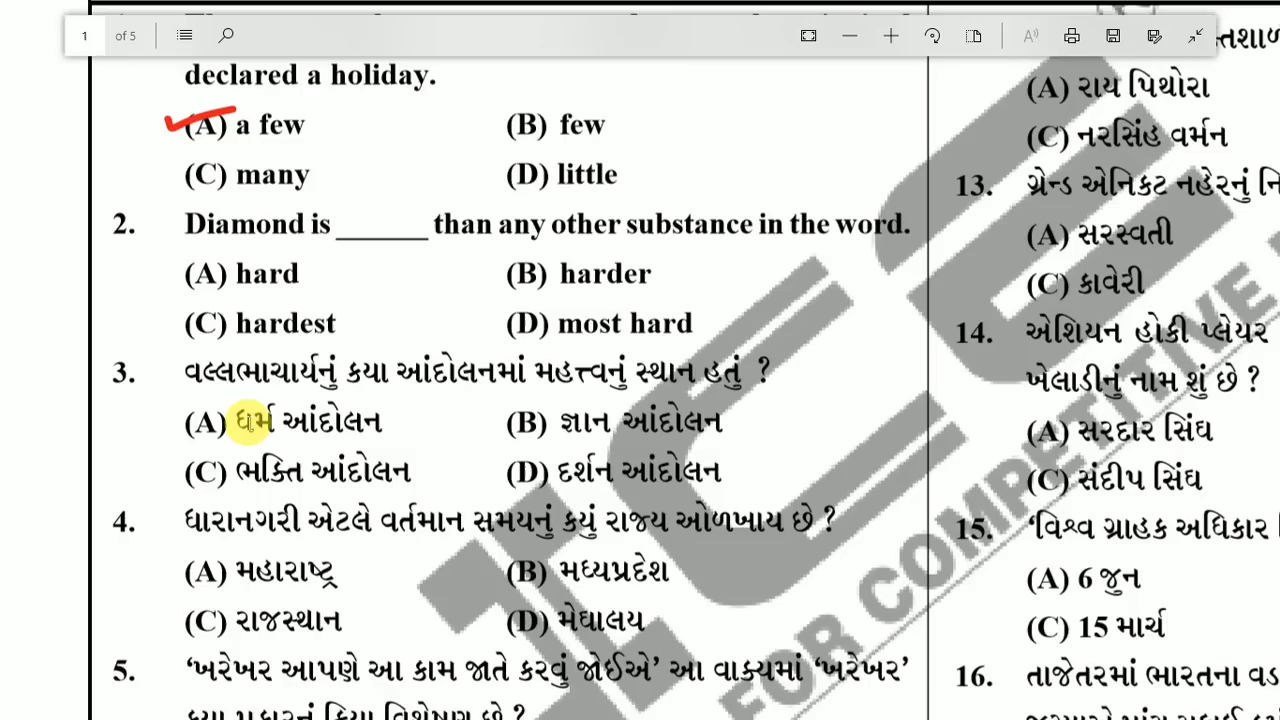 1 of 5
declared a holiday.
(A) a few (B) few
(C) many (D) little
2. Diamond is ______ than any other substance in the word.
(A) hard (B) harder
(C) hardest (D) most hard
3. વલ્લભાચાર્યનું કયા આંદોલનમાં મહત્ત્વનું સ્થાન હતું ?
(A) ધર્મ આંદોલન (B) જ્ઞાન આંદોલન
(C) ભક્તિ આંદોલન (D) દર્શન આંદોલન
4. ધારાનગરી એટલે વર્તમાન સમયનું કયું રાજ્ય ઓળખાય છે ?
(A) મહારાષ્ટ્ર (B) મધ્યપ્રદેશ
(C) રાજસ્થાન (D) મેઘાલય
5. ‘ખરેખર આપણે આ કામ જાતે કરવું જોઈએ’ આ વાક્યમાં ‘ખરેખર’
(A) રાય પિથોરા
(C) નરસિંહ વર્મન
13. ગ્રેન્ડ એનિકટ નહેરનું
(A) સરસ્વતી
(C) કાવેરી
14. એશિયન હોકી પ્લેયર
ખેલાડીનું નામ શું છે ?
(A) સરદાર સિંઘ
(C) સંદીપ સિંઘ
15. ‘વિશ્વ ગ્રાહક અધિકાર
(A) 6 જુન
(C) 15 માર્ચ
16. તાજેતરમાં ભારતના
ICE
FOR COMPETITIVE